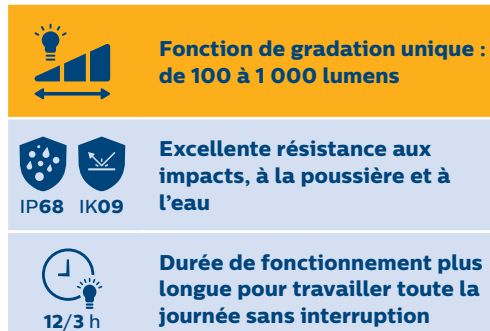 Fonction de gradation unique :
de 100 à 1 000 lumens
Excellente résistance aux
impacts, à la poussière et à
l’eau
IP68 IK09
Durée de fonctionnement plus
longue pour travailler toute la
journée sans interruption
12/3 h